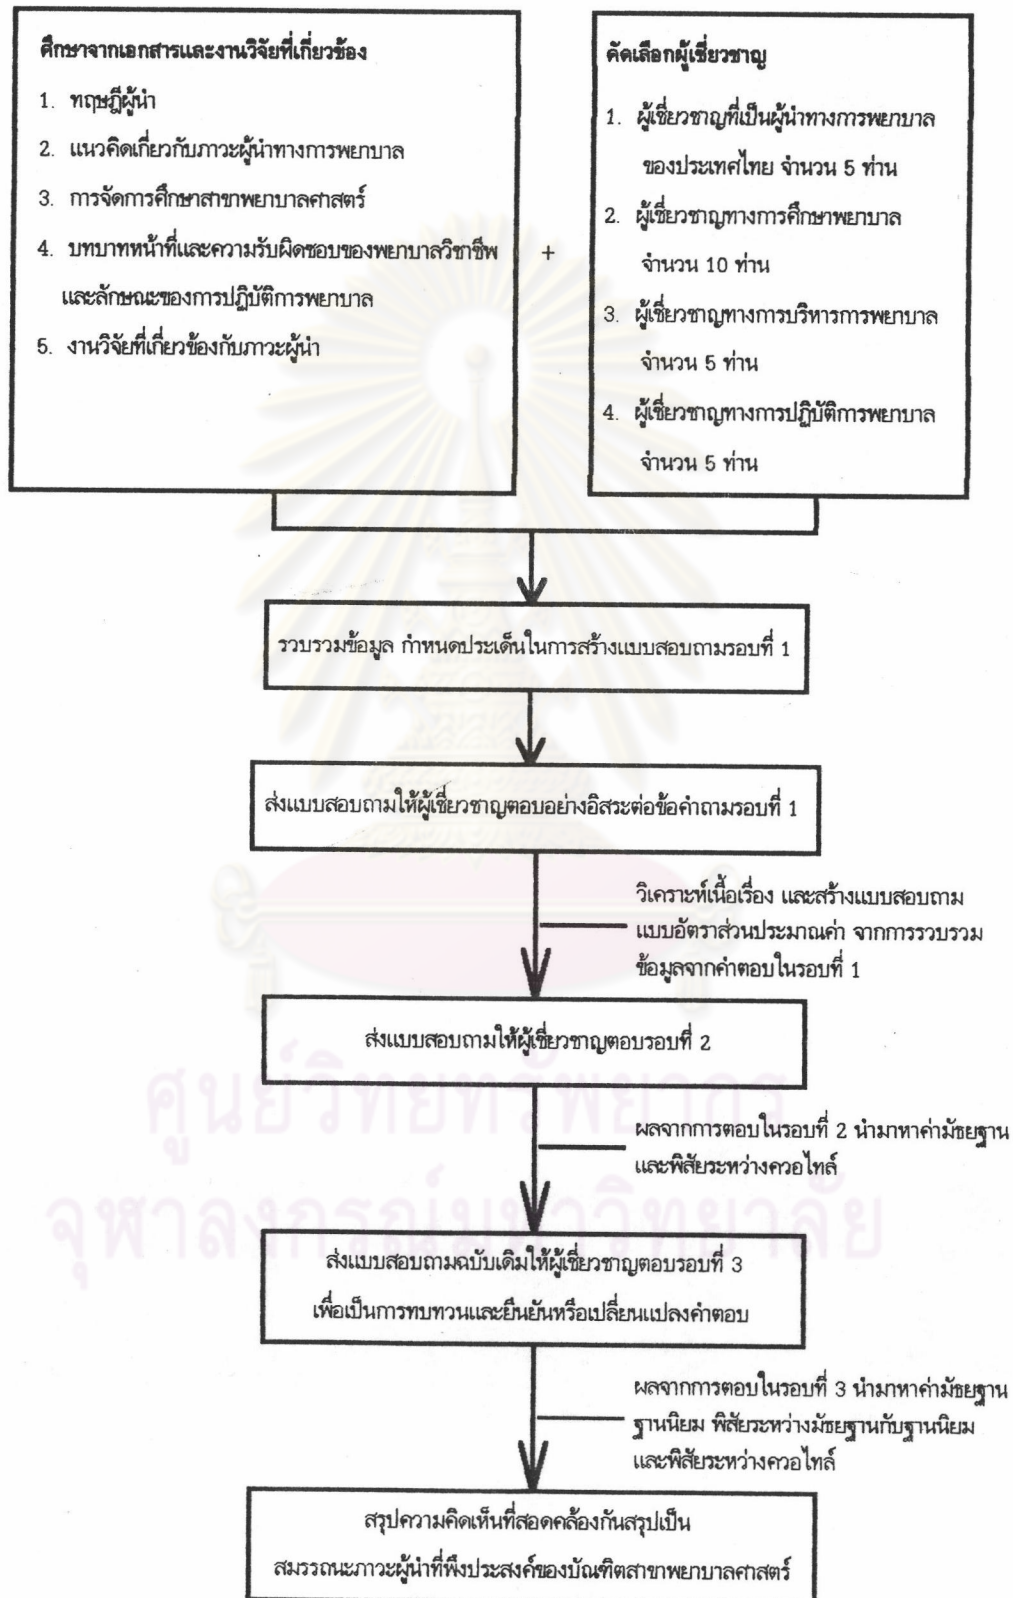 ศึกษาจากเอกสารและงานวิจัยที่เกี่ยวข้อง
1. ทฤษฎีผู้นำ
2. แนวคิดเกี่ยวกับภาวะผู้นำทางการพยาบาล
3. การจัดการศึกษาสาขาพยาบาลศาสตร์
4. บทบาทหน้าที่และความรับผิดชอบของพยาบาลวิชาชีพ
และลักษณะของการปฏิบัติการพยาบาล
5. งานวิจัยที่เกี่ยวข้องกับภาวะผู้นำ
+
คัดเลือกผู้เชี่ยวชาญ
1. ผู้เชี่ยวชาญที่เป็นผู้นำทางการพยาบาล
ของประเทศไทย จำนวน 5 ท่าน
2. ผู้เชี่ยวชาญทางการศึกษาพยาบาล
จำนวน 10 ท่าน
3. ผู้เชี่ยวชาญทางการบริหารการพยาบาล
จำนวน 5 ท่าน
4. ผู้เชี่ยวชาญทางการปฏิบัติการพยาบาล
จำนวน 5 ท่าน
รวบรวมข้อมูล กำหนดประเด็นในการสร้างแบบสอบถามรอบที่ 1
ส่งแบบสอบถามให้ผู้เชี่ยวชาญตอบอย่างอิสระต่อข้อคำถามรอบที่ 1
วิเคราะห์เนื้อเรื่อง และสร้างแบบสอบถาม
แบบอัตราส่วนประมาณค่า จากการรวบรวม
ข้อมูลจากคำตอบในรอบที่ 1
ส่งแบบสอบถามให้ผู้เชี่ยวชาญตอบรอบที่ 2
ศูนย์วิทยทรัพยากร
ผลจากการตอบในรอบที่ 2 นำมาหาค่ามัธยฐาน
และพิสัยระหว่างควอไทล์
จุฬาลงกรณ์มหาวิทยาลัย
ส่งแบบสอบถามฉบับเดิมให้ผู้เชี่ยวชาญตอบรอบที่ 3
เพื่อเป็นการทบทวนและยืนยันหรือเปลี่ยนแปลงคำตอบ
ผลจากการตอบในรอบที่ 3 นำมาหาค่ามัธยฐาน
ฐานนิยม พิสัยระหว่างมัธยฐานกับฐานนิยม
และพิสัยระหว่างควอไทล์
สรุปความคิดเห็นที่สอดคล้องกันสรุปเป็น
สมรรถนะภาวะผู้นำที่พึงประสงค์ของบัณฑิตสาขาพยาบาลศาสตร์